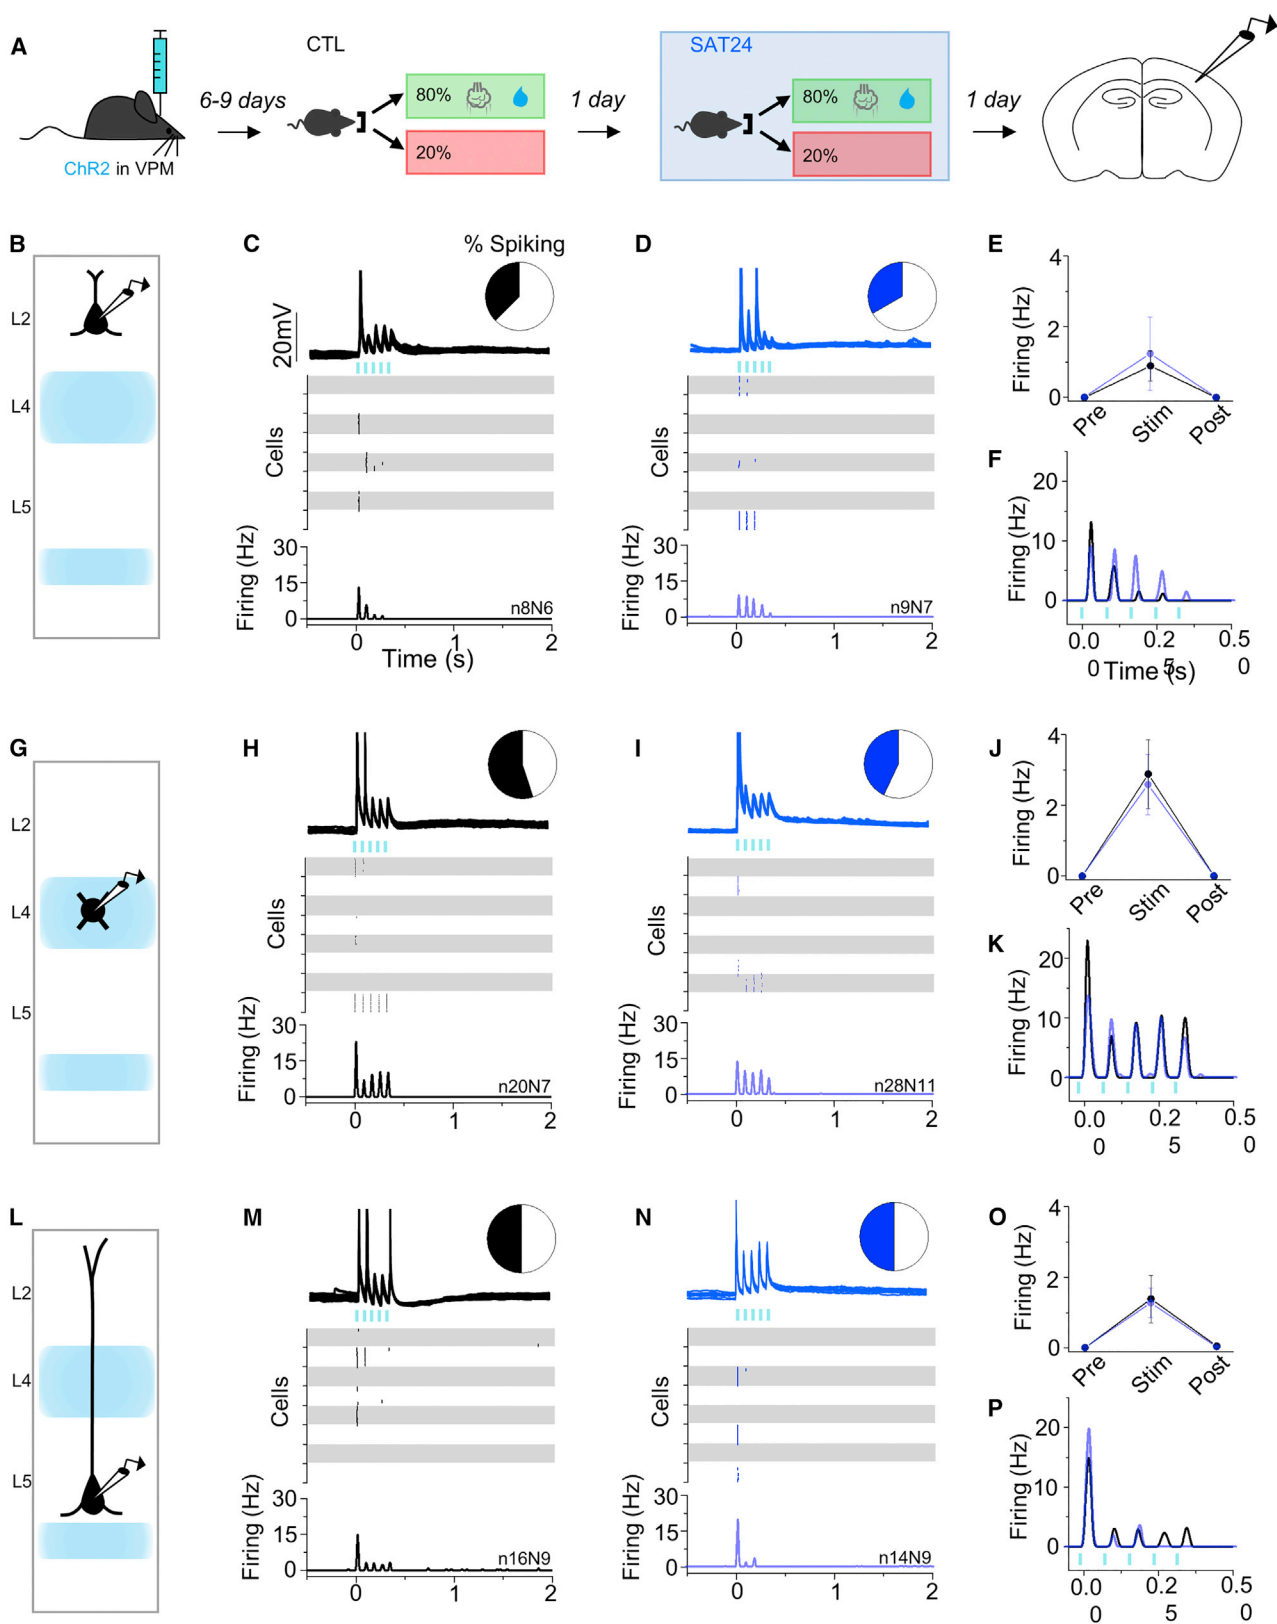 A
CTL
SAT24
6-9 days
80%
20%
1 day
80%
20%
1 day
ChR2 in VPM
B
L2
L4
L5
C
% Spiking
20mV
Cells
Firing (Hz)
30
15
0
n8N6
0
1
2
Time (s)
D
Cells
Firing (Hz)
30
15
0
n9N7
0
1
2
E
Firing (Hz)
4
2
0
Pre
Stim
Post
F
Firing (Hz)
20
10
0
0.0
0
0.2
5
0.5
0
Time (s)
G
L2
L4
L5
H
Cells
Firing (Hz)
30
15
0
n20N7
0
1
2
I
Cells
Firing (Hz)
30
15
0
n28N11
0
1
2
J
Firing (Hz)
4
2
0
Pre
Stim
Post
K
Firing (Hz)
20
10
0
0.0
0
0.2
5
0.5
0
L
L2
L4
L5
M
Cells
Firing (Hz)
30
15
0
n16N9
0
1
2
N
Cells
Firing (Hz)
30
15
0
n14N9
0
1
2
O
Firing (Hz)
4
2
0
Pre
Stim
Post
P
Firing (Hz)
20
10
0
0.0
0
0.2
5
0.5
0